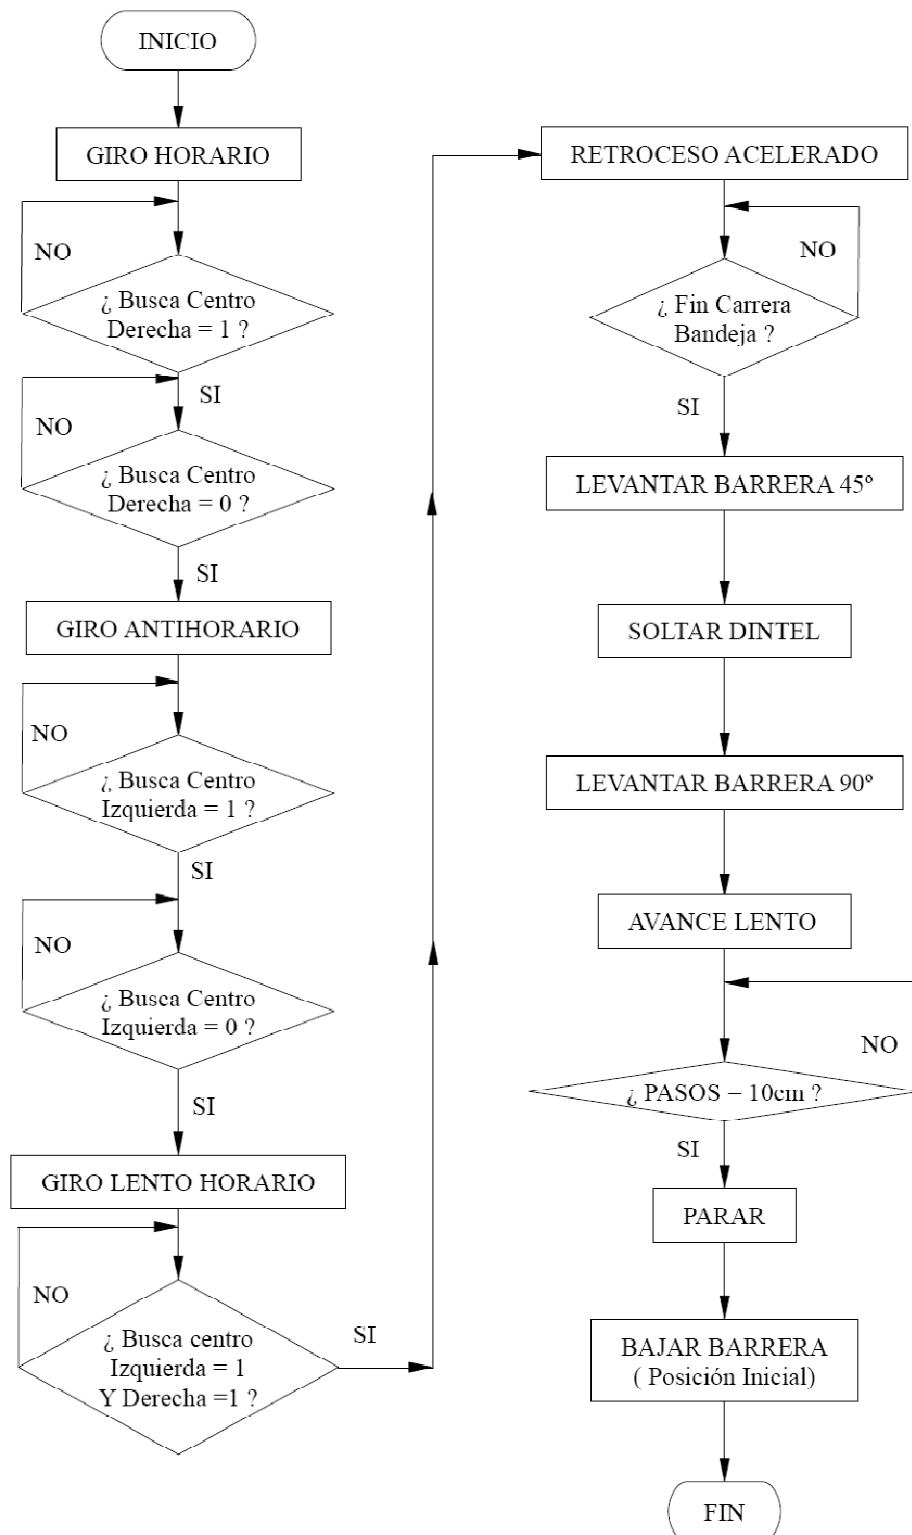 INICIO
GIRO HORARIO
NO
¿ Busca Centro
Derecha = 1 ?
SI
NO
¿ Busca Centro
Derecha = 0 ?
SI
GIRO ANTIHORARIO
NO
¿ Busca Centro
Izquierda = 1 ?
SI
NO
¿ Busca Centro
Izquierda = 0 ?
SI
GIRO LENTO HORARIO
NO
¿ Busca centro
Izquierda = 1
Y Derecha =1 ?
SI
RETROCESO ACELERADO
NO
¿ Fin Carrera
Bandeja ?
SI
LEVANTAR BARRERA 45º
SOLTAR DINTEL
LEVANTAR BARRERA 90º
AVANCE LENTO
NO
¿ PASOS = 10cm ?
SI
PARAR
BAJAR BARRERA
( Posición Inicial)
FIN